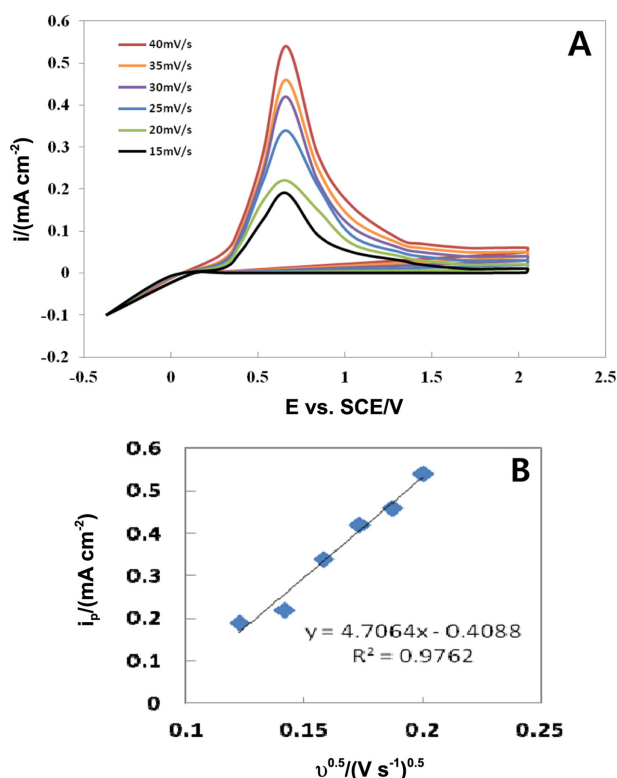 A
0.6
0.5
0.4
0.3
0.2
0.1
0
-0.1
-0.2
i/(mA cm-2)
40mV/s
35mV/s
30mV/s
25mV/s
20mV/s
15mV/s
-0.5
0
0.5
1
1.5
2
2.5
E vs. SCE/V
B
0.6
0.5
0.4
0.3
0.2
0.1
0
ip/(mA cm-2)
y = 4.7064x - 0.4088
R² = 0.9762
0.1
0.15
0.2
0.25
υ0.5/(V s-1)0.5